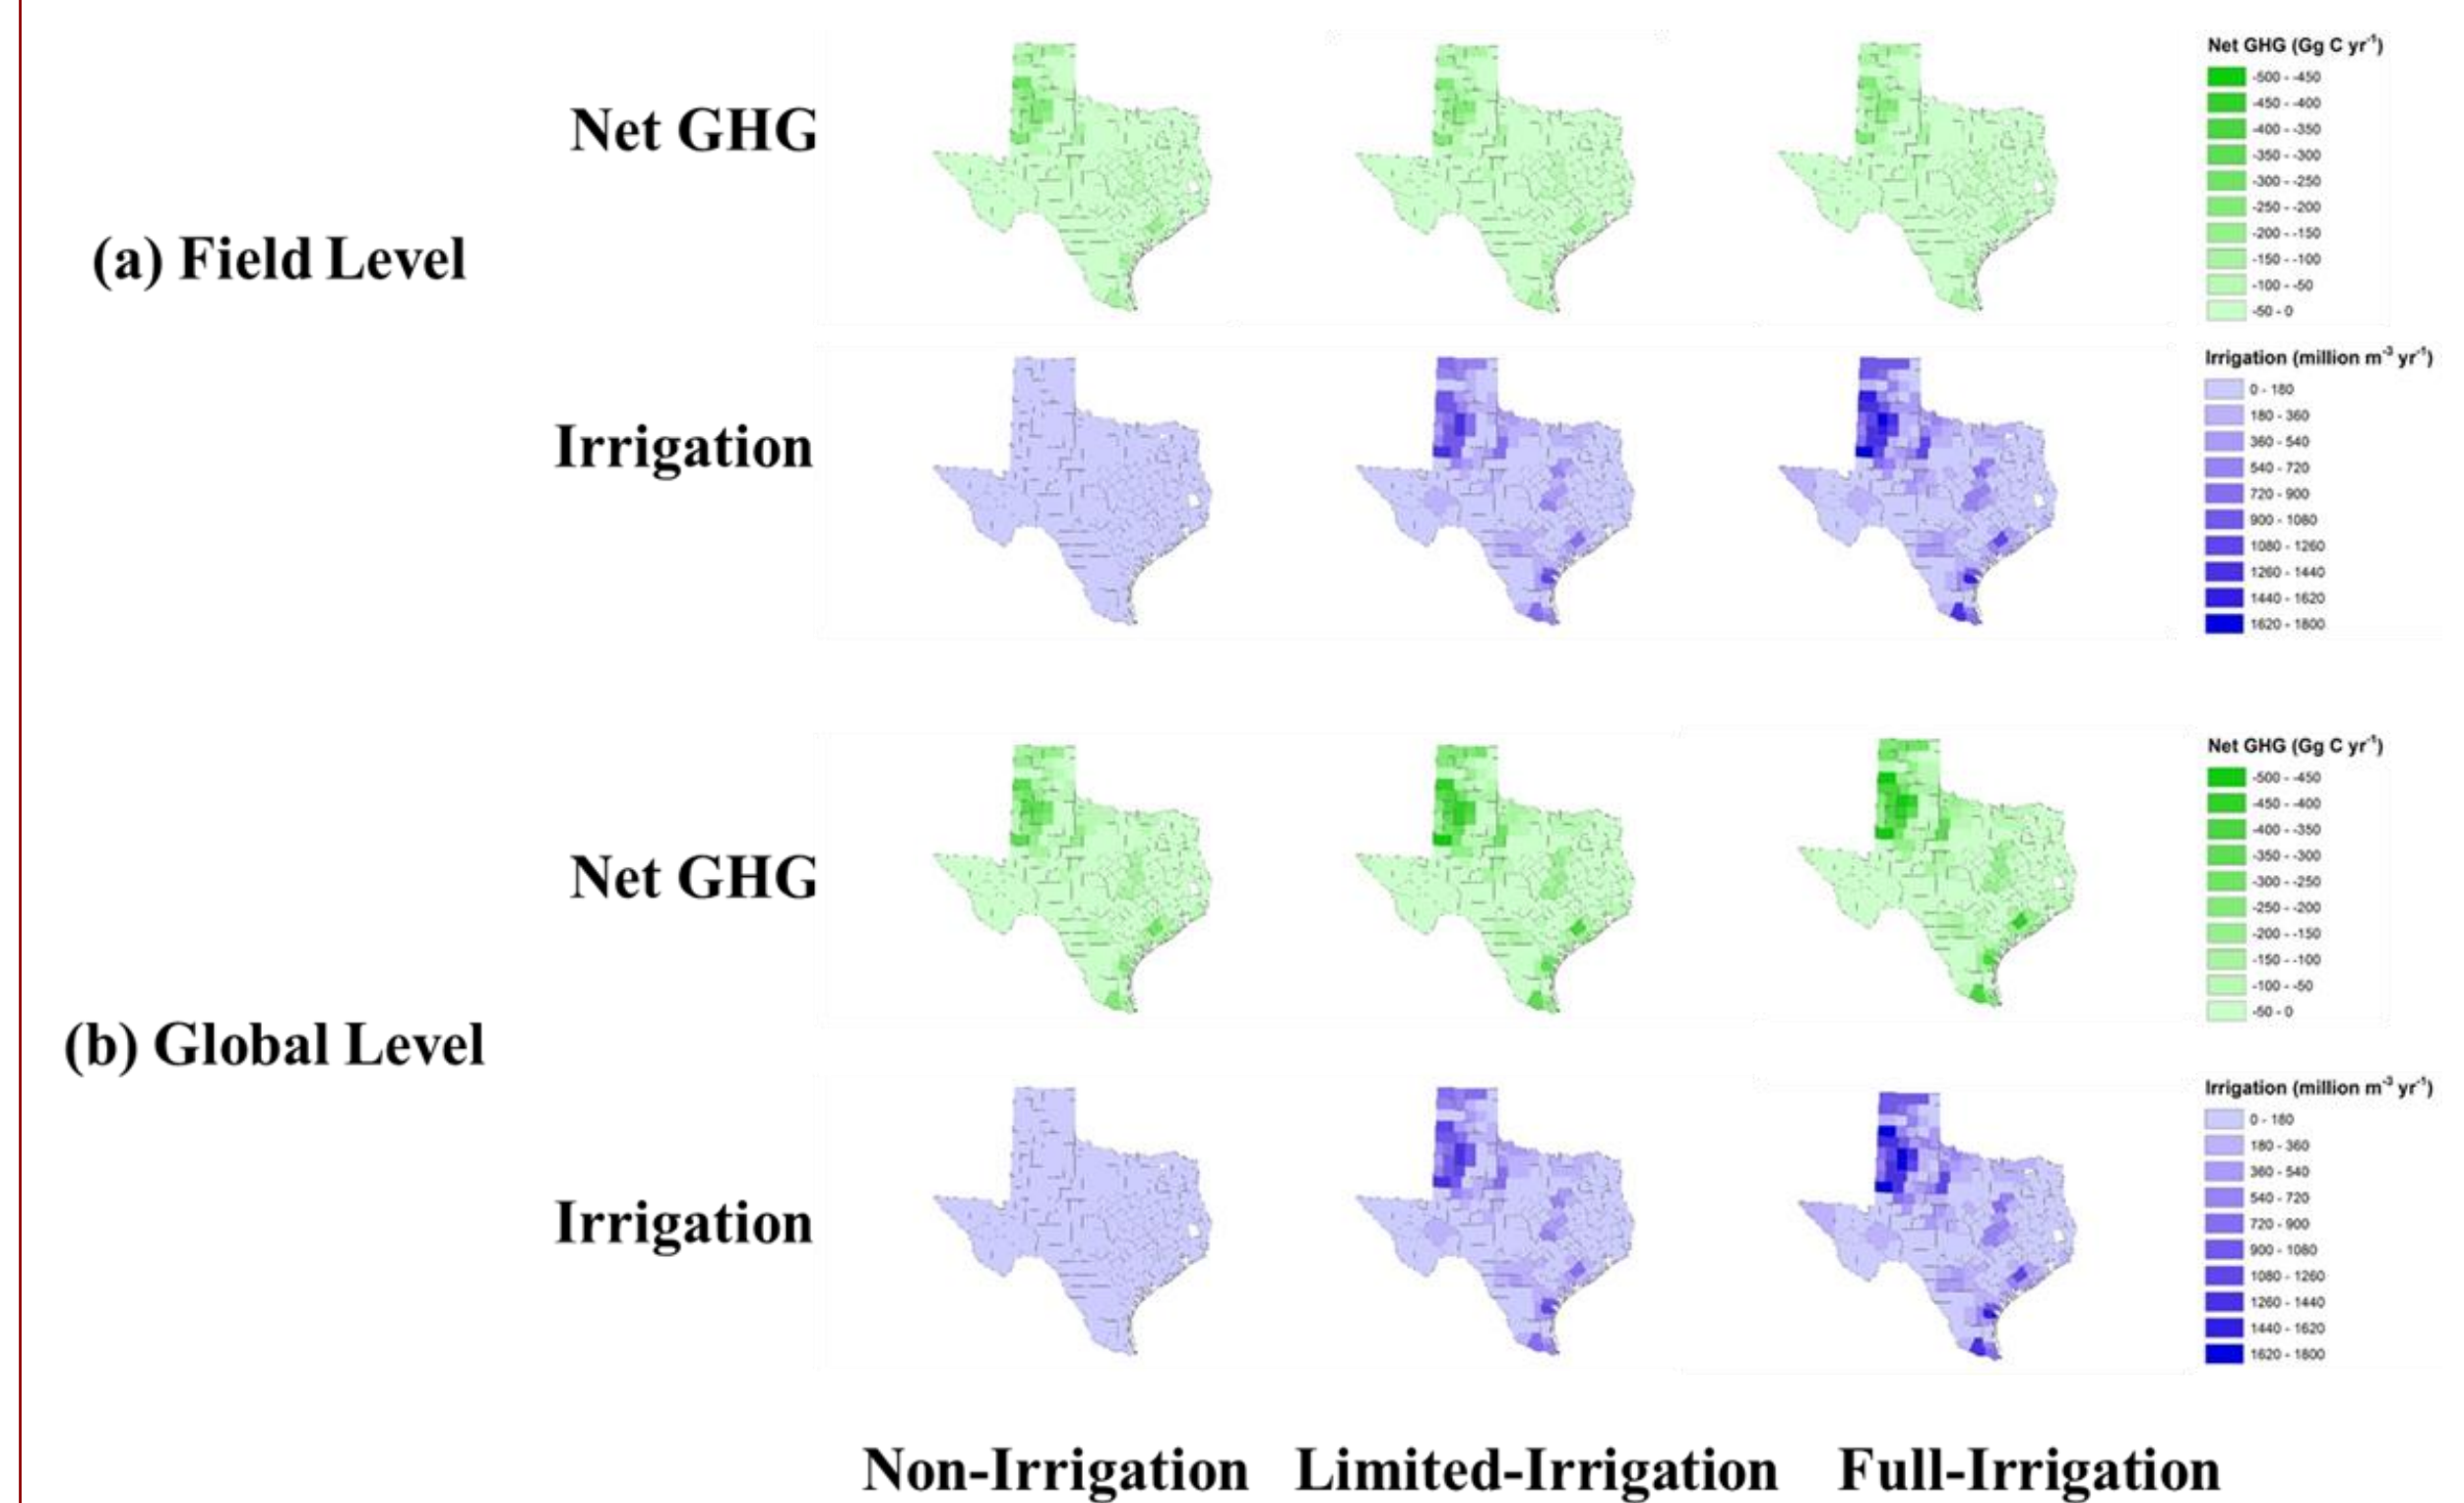 Net GHG (Gg C yr⁻¹)
-500 - -450
-450 - -400
-400 - -350
-350 - -300
-300 - -250
-250 - -200
-200 - -150
-150 - -100
-100 - -50
-50 - 0
Net GHG
(a) Field Level
Irrigation (million m⁻³ yr⁻¹)
0 - 180
180 - 360
360 - 540
540 - 720
720 - 900
900 - 1080
1080 - 1260
1260 - 1440
1440 - 1620
1620 - 1800
Irrigation
Net GHG (Gg C yr⁻¹)
-500 - -450
-450 - -400
-400 - -350
-350 - -300
-300 - -250
-250 - -200
-200 - -150
-150 - -100
-100 - -50
-50 - 0
Net GHG
(b) Global Level
Irrigation (million m⁻³ yr⁻¹)
0 - 180
180 - 360
360 - 540
540 - 720
720 - 900
900 - 1080
1080 - 1260
1260 - 1440
1440 - 1620
1620 - 1800
Irrigation
Non-Irrigation Limited-Irrigation Full-Irrigation